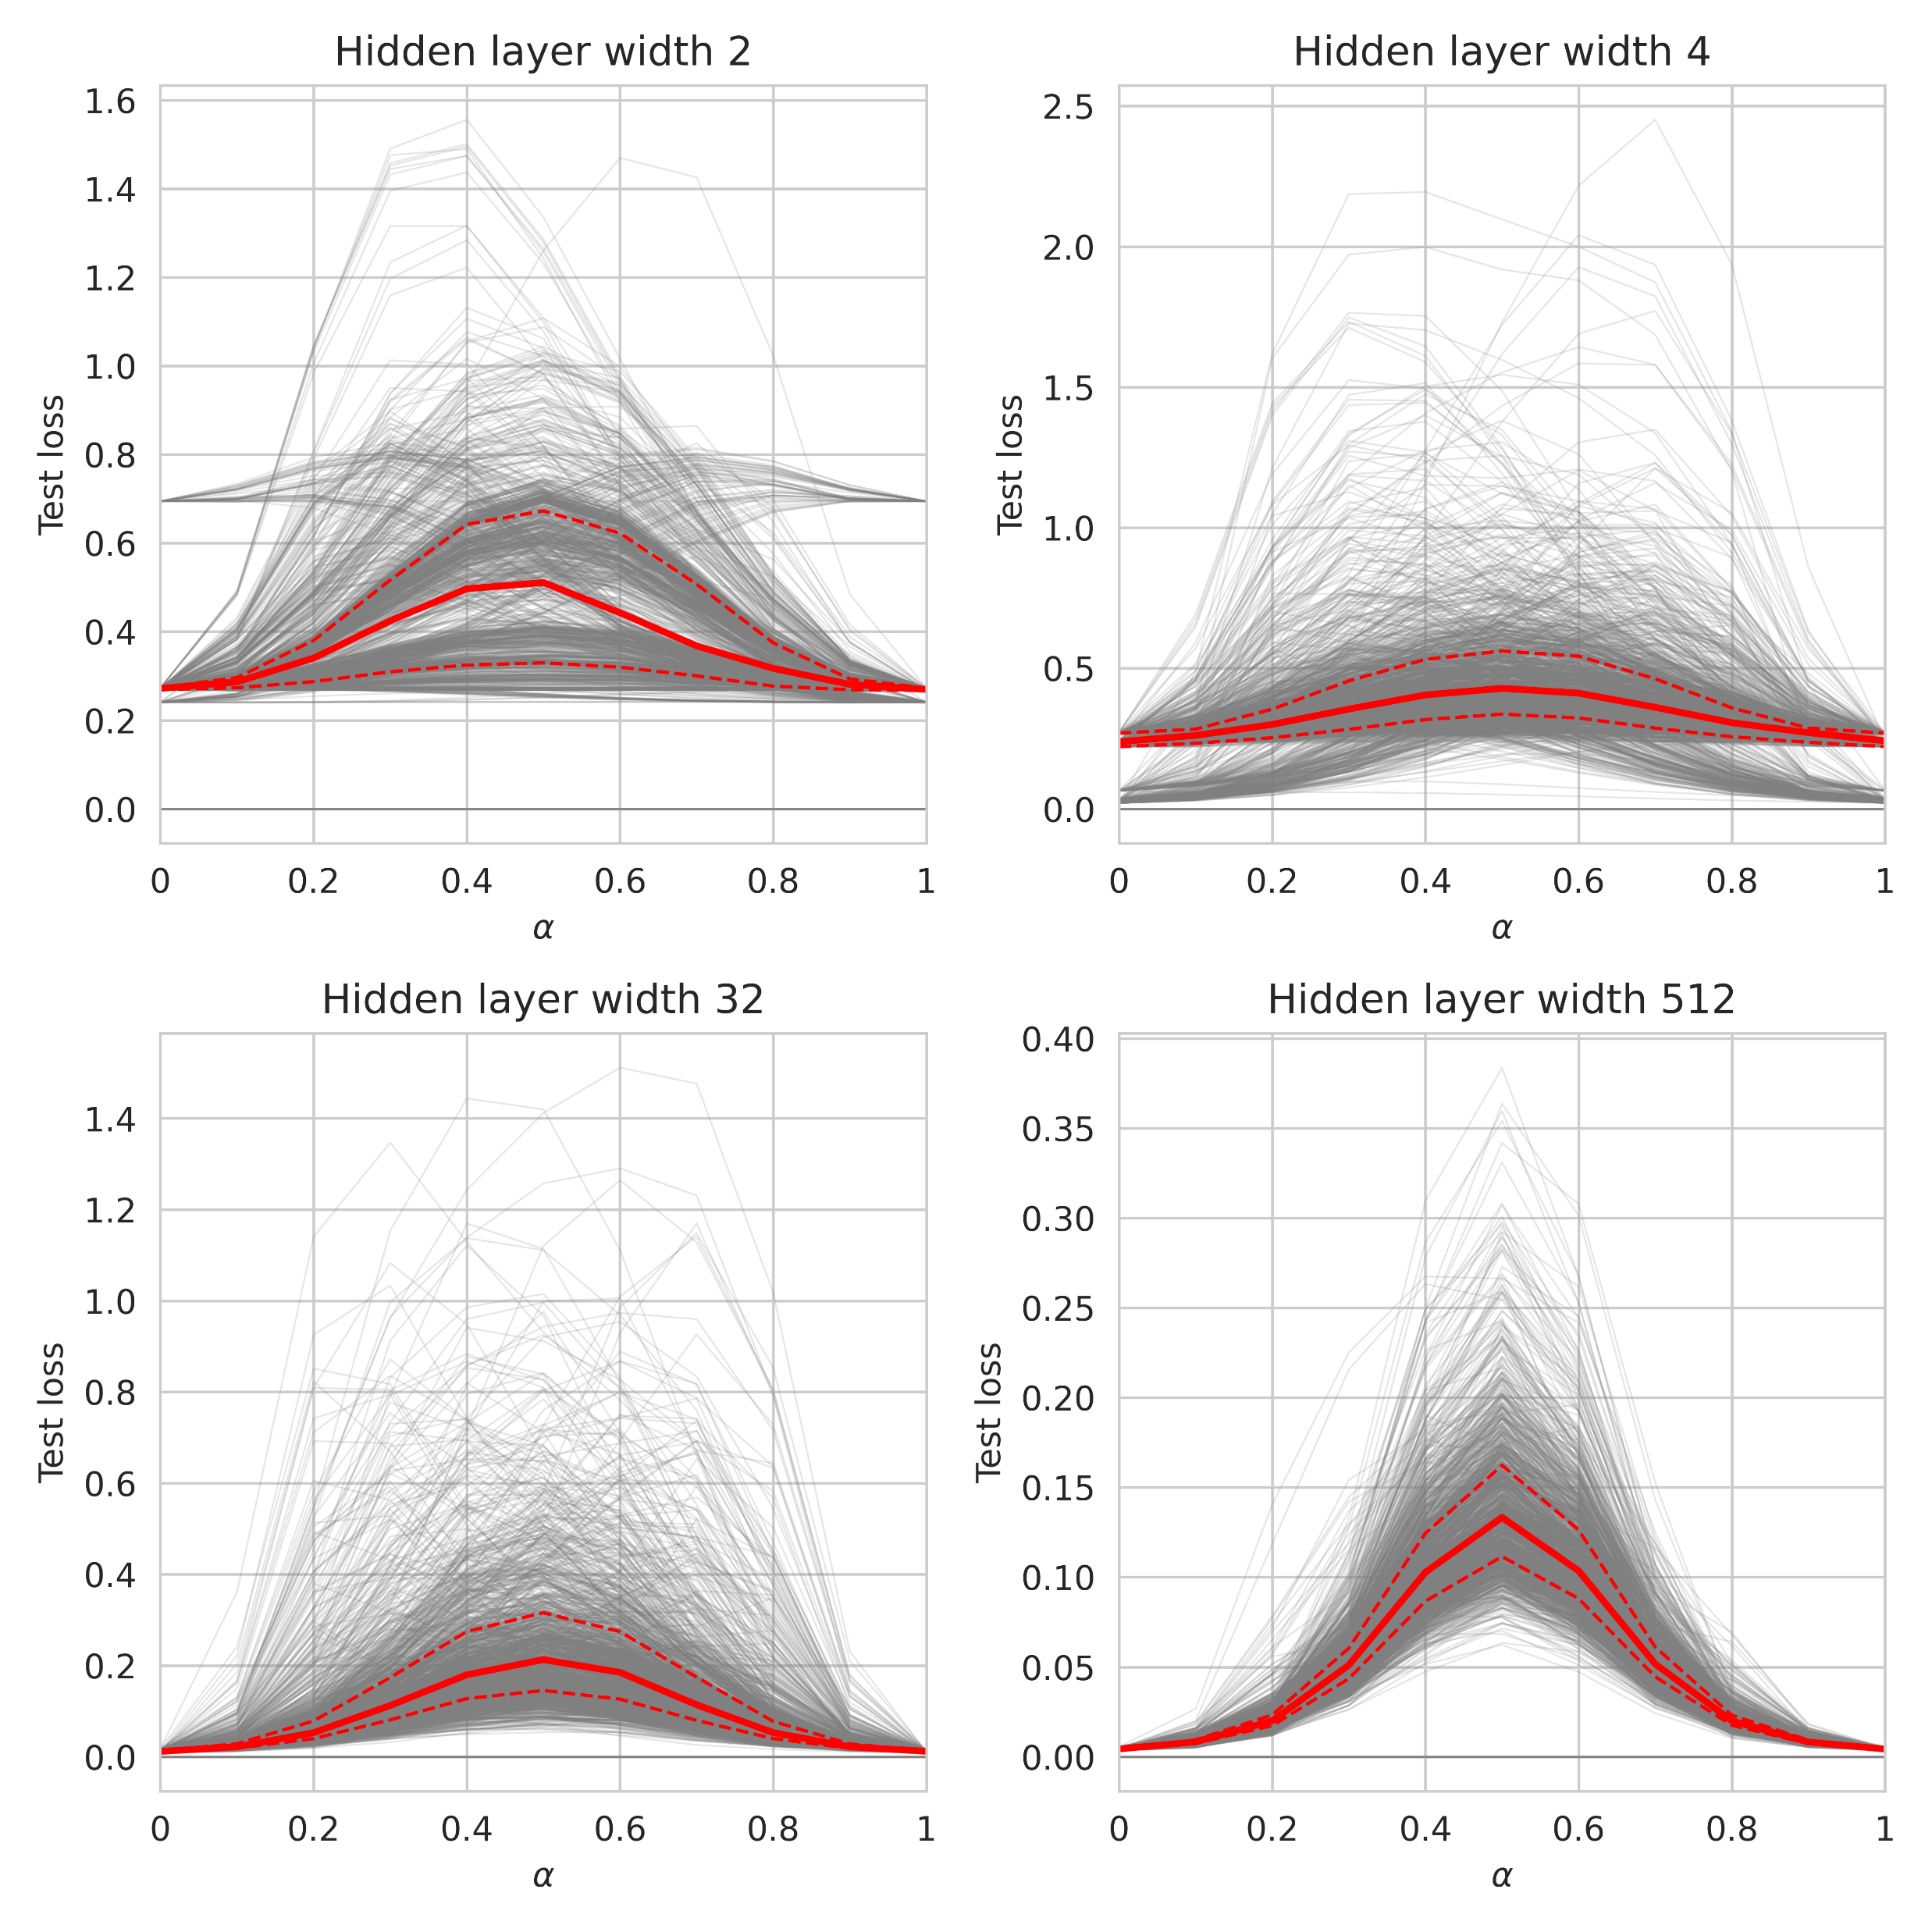 Hidden layer width 2
Test loss
1.6
1.4
1.2
1.0
0.8
0.6
0.4
0.2
0.0
0 0.2 0.4 0.6 0.8 1
α
Hidden layer width 4
Test loss
2.5
2.0
1.5
1.0
0.5
0.0
0 0.2 0.4 0.6 0.8 1
α
Hidden layer width 32
Test loss
1.4
1.2
1.0
0.8
0.6
0.4
0.2
0.0
0 0.2 0.4 0.6 0.8 1
α
Hidden layer width 512
Test loss
0.40
0.35
0.30
0.25
0.20
0.15
0.10
0.05
0.00
0 0.2 0.4 0.6 0.8 1
α